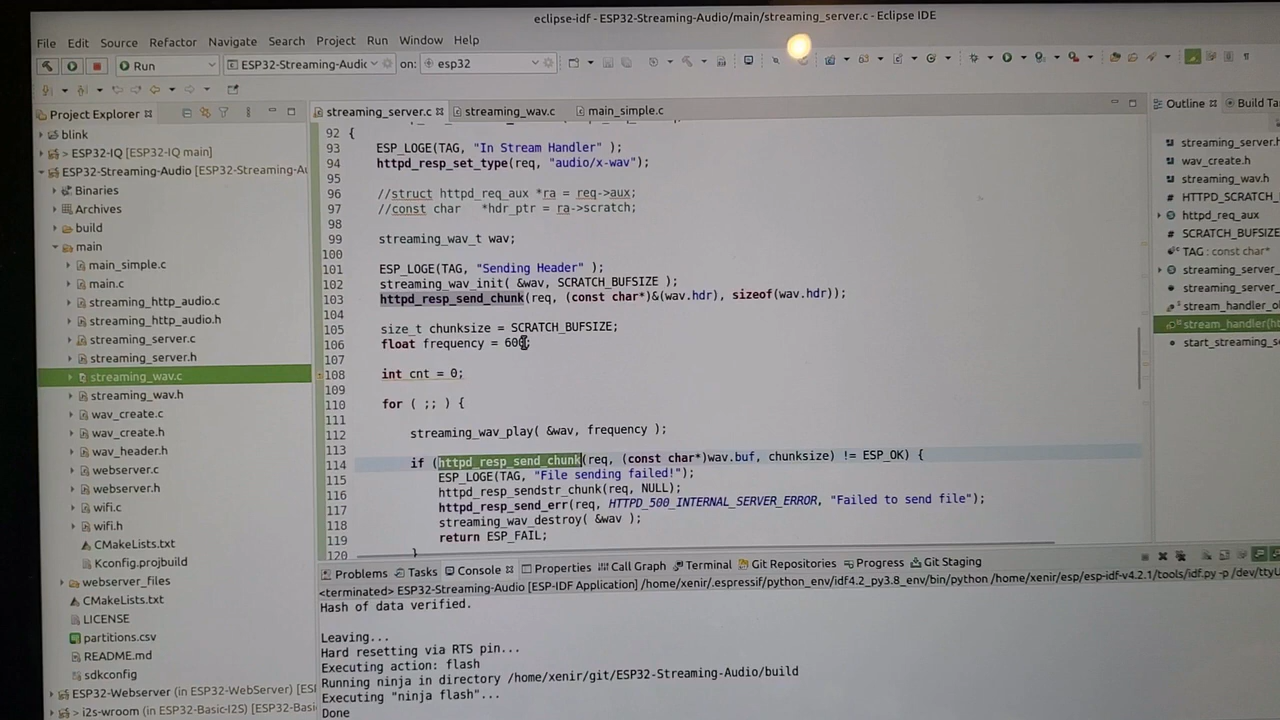 eclipse-idf - ESP32-Streaming-Audio/main/streaming_server.c - Eclipse IDE
File Edit Source Refactor Navigate Search Project Run Window Help
Run ESP32-Streaming-Audio on: esp32
Project Explorer
blink
> ESP32-IQ [ESP32-IQ main]
ESP32-Streaming-Audio [ESP32-Streaming-Au
Binaries
Archives
build
main
main_simple.c
main.c
streaming_http_audio.c
streaming_http_audio.h
streaming_server.c
streaming_server.h
streaming_wav.c
streaming_wav.h
wav_create.c
wav_create.h
wav_header.h
webserver.c
webserver.h
wifi.c
wifi.h
CMakeLists.txt
Kconfig.projbuild
webserver_files
CMakeLists.txt
LICENSE
partitions.csv
README.md
sdkconfig
ESP32-Webserver (in ESP32-WebServer) [ESI
> i2s-wroom (in ESP32-Basic-I2S) [ESP32-Basi
streaming_server.c streaming_wav.c main_simple.c
92 {
93 ESP_LOGE(TAG, "In Stream Handler" );
94 httpd_resp_set_type(req, "audio/x-wav");
95
96 //struct httpd_req_aux *ra = req->aux;
97 //const char *hdr_ptr = ra->scratch;
98
99 streaming_wav_t wav;
100
101 ESP_LOGE(TAG, "Sending Header" );
102 streaming_wav_init( &wav, SCRATCH_BUFSIZE );
103 httpd_resp_send_chunk(req, (const char*)&(wav.hdr), sizeof(wav.hdr));
104
105 size_t chunksize = SCRATCH_BUFSIZE;
106 float frequency = 600;
107
108 int cnt = 0;
109
110 for ( ;; ) {
111
112 streaming_wav_play( &wav, frequency );
113
114 if (httpd_resp_send_chunk(req, (const char*)wav.buf, chunksize) != ESP_OK) {
115 ESP_LOGE(TAG, "File sending failed!");
116 httpd_resp_sendstr_chunk(req, NULL);
117 httpd_resp_send_err(req, HTTPD_500_INTERNAL_SERVER_ERROR, "Failed to send file");
118 streaming_wav_destroy( &wav );
119 return ESP_FAIL;
120 }
Outline Build Ta
streaming_server.h
wav_create.h
streaming_wav.h
HTTPD_SCRATCH_
httpd_req_aux
SCRATCH_BUFSIZE
TAG : const char*
streaming_server
streaming_server_
stream_handler_o
stream_handler(h
start_streaming_s
Problems Tasks Console Properties Call Graph Terminal Git Repositories Progress Git Staging
<terminated> ESP32-Streaming-Audio [ESP-IDF Application] /home/xenir/.espressif/python_env/idf4.2_py3.8_env/bin/python /home/xenir/esp/esp-idf-v4.2.1/tools/idf.py -p /dev/ttyU
Hash of data verified.
Leaving...
Hard resetting via RTS pin...
Executing action: flash
Running ninja in directory /home/xenir/git/ESP32-Streaming-Audio/build
Executing "ninja flash"...
Done